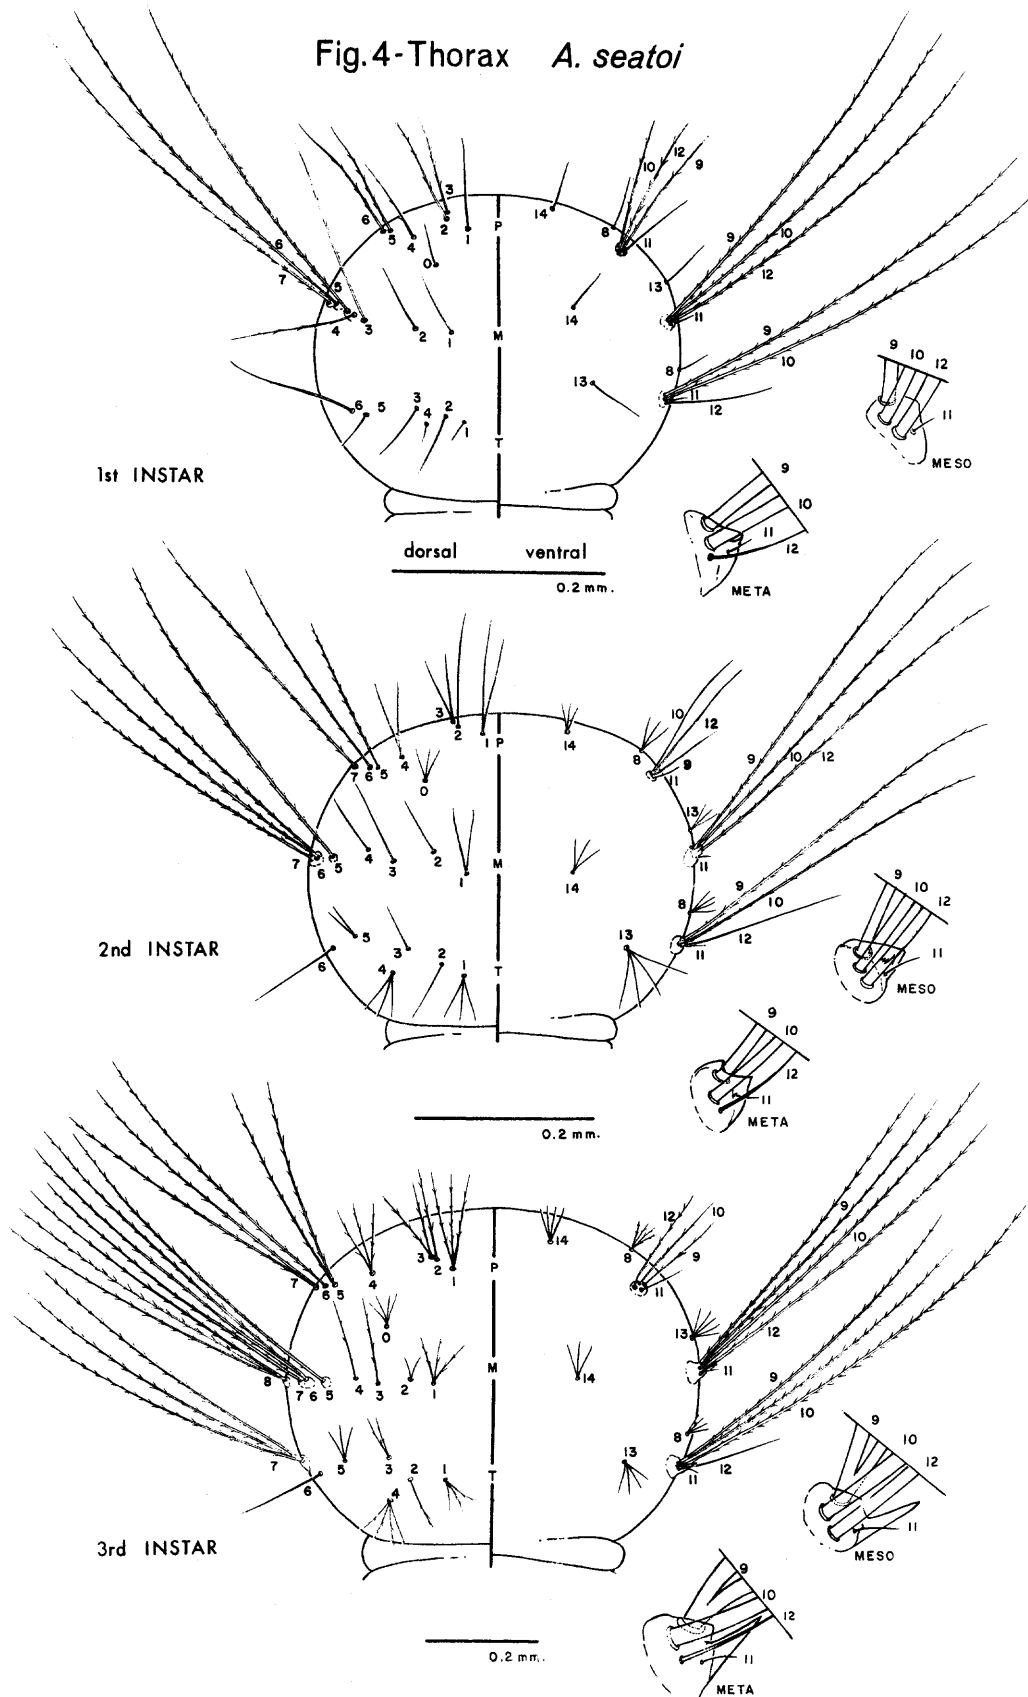 Fig. 4-Thorax A. seatoi
3
10 12 9
14
6 5 4 2 1 P 8 11
0
9 10
6 5 13 12
7
4 3 2 1 M 14 11
9
8 10
13
6 5 3 4 2 1 11 12
T
9 10 12
11
MESO
1st INSTAR
9
10
11
12
META
dorsal ventral
0.2 mm.
3 2 1 P 14 10 12
7 6 5 4 8 9
0 11
9 10 12
13
7 6 5 4 3 2 1 M 14 11
9
8 10
5 3 13 12
6 4 2 1 T 11
9 10 12
11
MESO
2nd INSTAR
9
10
12
11
META
0.2 mm.
9
12 10
10
3 2 1 P 14 8 9
7 6 5 4 11
0
13 12
8 7 6 5 4 3 2 1 M 14 11
9
10
8
7 5 3 13
6 2 1 T 11 12
4
9
10
12
11
MESO
3rd INSTAR
9
10
12
11
META
0.2 mm.